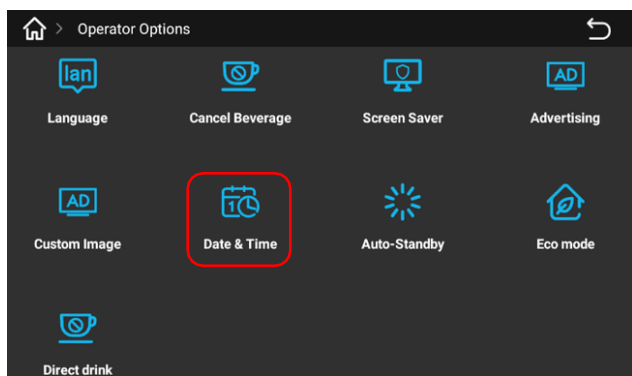 > Operator Options
lan
AD
Language
Cancel Beverage
Screen Saver
Advertising
AD
1
Custom Image
Date & Time
Auto-Standby
Eco mode
Direct drink